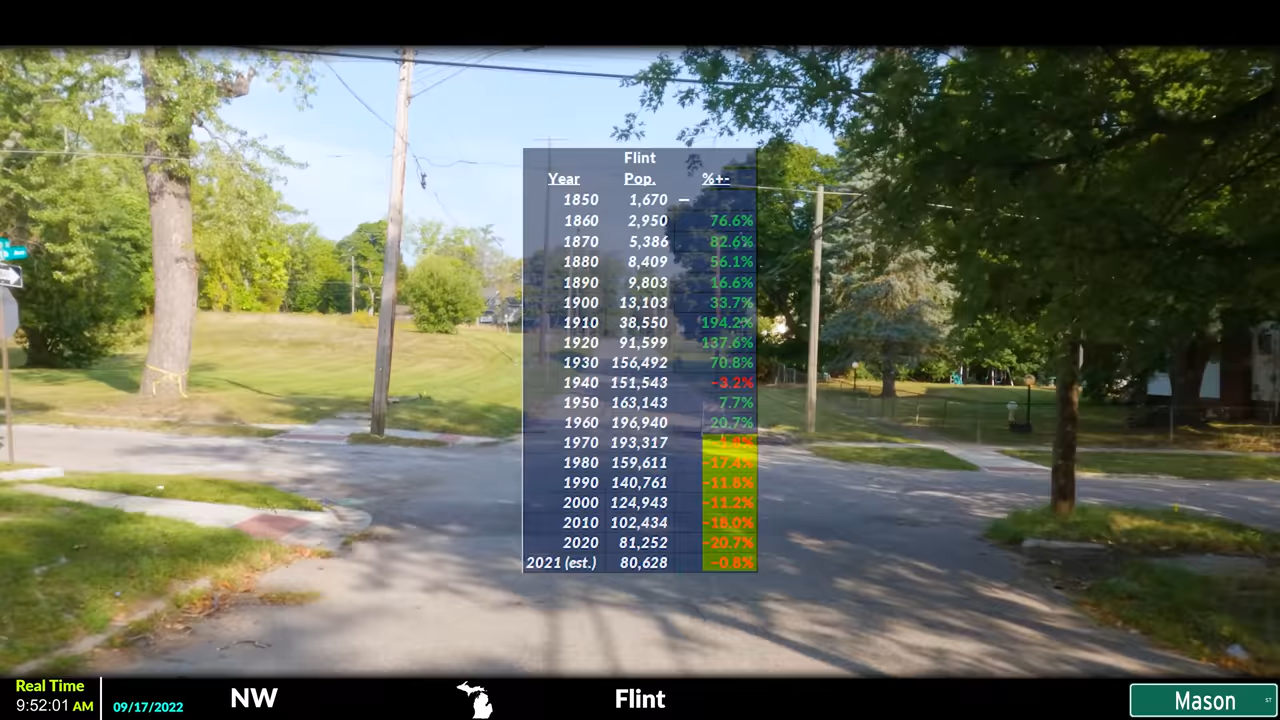 Flint
Year Pop. %+-
1850 1,670 —
1860 2,950 76.6%
1870 5,386 82.6%
1880 8,409 56.1%
1890 9,803 16.6%
1900 13,103 33.7%
1910 38,550 194.2%
1920 91,599 137.6%
1930 156,492 70.8%
1940 151,543 −3.2%
1950 163,143 7.7%
1960 196,940 20.7%
1970 193,317
1980 159,611 −17.4%
1990 140,761 −11.8%
2000 124,943 −11.2%
2010 102,434 −18.0%
2020 81,252 −20.7%
2021 (est.) 80,628 −0.8%
Real Time
9:52:01 AM
09/17/2022
NW
Flint
Mason ST